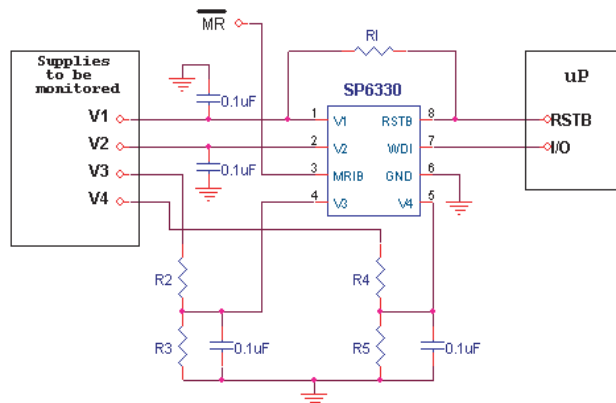 MR
R1
Supplies
to be
monitored
SP6330
uP
0.1uF
V1
1 V1 RSTB 8
RSTB
V2
2 V2 WDI 7
I/O
V3
0.1uF
3 MRIB GND 6
V4
4 V3 V4 5
R2
R4
R3
0.1uF
R5
0.1uF